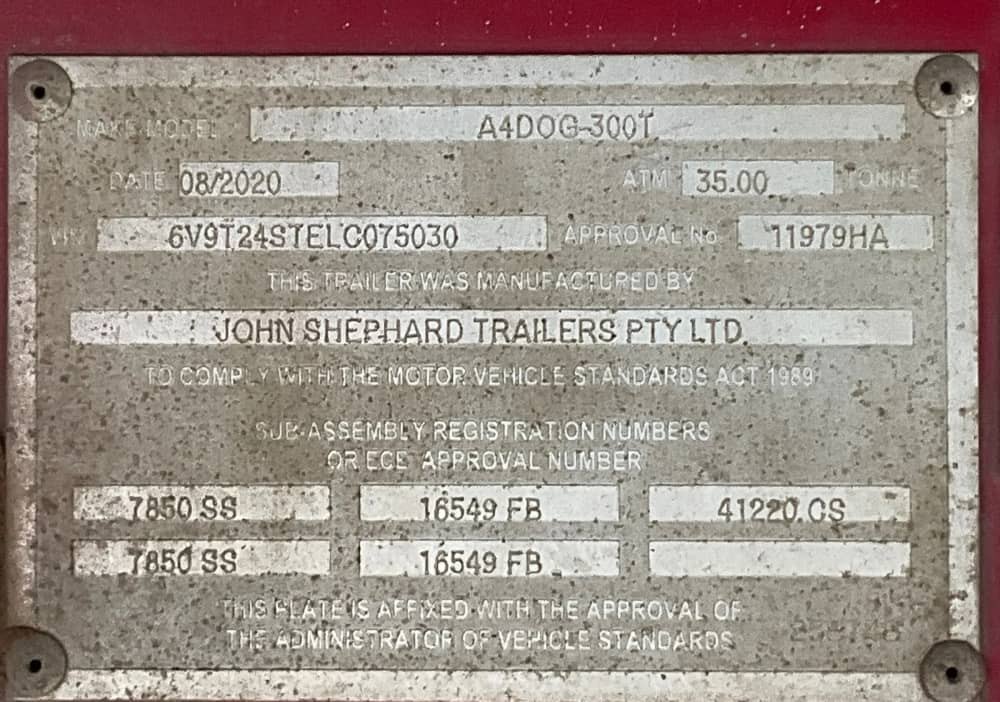 MAKE-MODEL A4DOG-300T
DATE 08/2020 ATM 35.00 TONNE
VIN 6V9T24STELC075030 APPROVAL No 11979HA
THIS TRAILER WAS MANUFACTURED BY
JOHN SHEPHARD TRAILERS PTY LTD.
TO COMPLY WITH THE MOTOR VEHICLE STANDARDS ACT 1989
SUB-ASSEMBLY REGISTRATION NUMBERS
OR ECE APPROVAL NUMBER
7850 SS 16549 FB 41220 CS
7850 SS 16549 FB
THIS PLATE IS AFFIXED WITH THE APPROVAL OF
THE ADMINISTRATOR OF VEHICLE STANDARDS